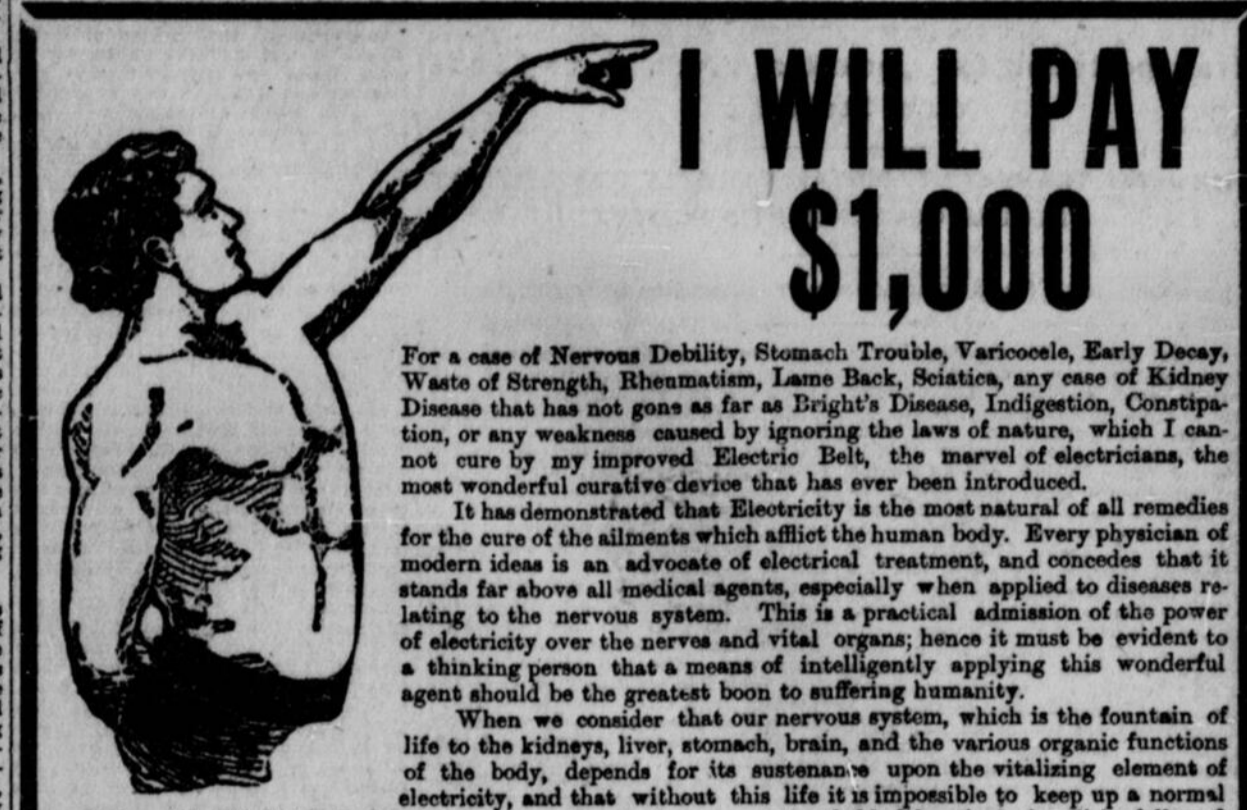 I WILL PAY
$1,000
For a case of Nervous Debility, Stomach Trouble, Varicocele, Early Decay,
Waste of Strength, Rheumatism, Lame Back, Sciatica, any case of Kidney
Disease that has not gone as far as Bright's Disease, Indigestion, Constipa-
tion, or any weakness caused by ignoring the laws of nature, which I can-
not cure by my improved Electric Belt, the marvel of electricians, the
most wonderful curative device that has ever been introduced.
It has demonstrated that Electricity is the most natural of all remedies
for the cure of the ailments which afflict the human body. Every physician of
modern ideas is an advocate of electrical treatment, and concedes that it
stands far above all medical agents, especially when applied to diseases re-
lating to the nervous system. This is a practical admission of the power
of electricity over the nerves and vital organs; hence it must be evident to
a thinking person that a means of intelligently applying this wonderful
agent should be the greatest boon to suffering humanity.
When we consider that our nervous system, which is the fountain of
life to the kidneys, liver, stomach, brain, and the various organic functions
of the body, depends for its sustenance upon the vitalizing element of
electricity, and that without this life it is impossible to keep up a normal